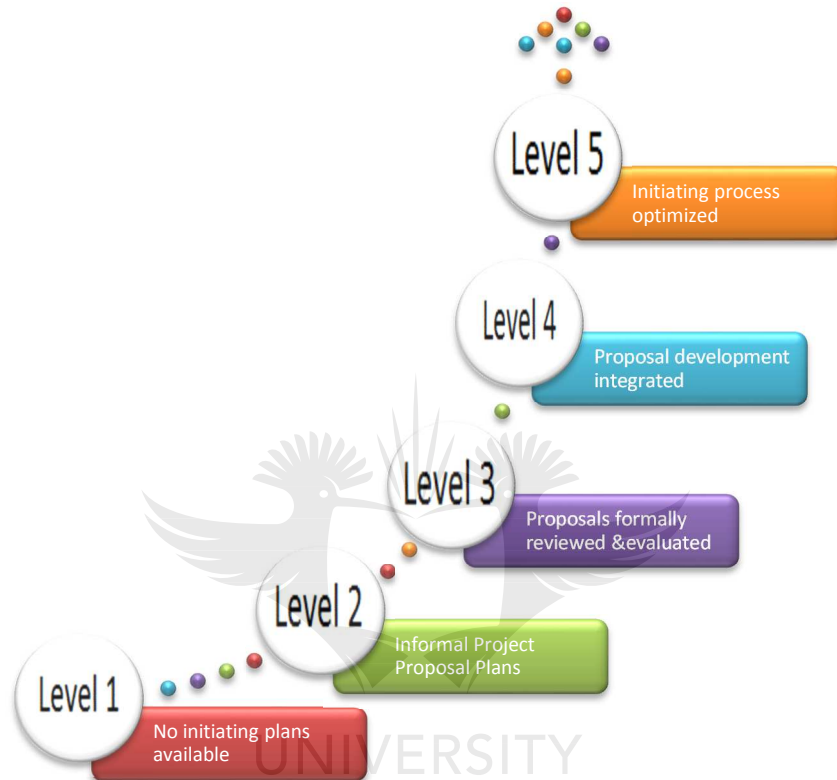 Level 5
Initiating process
optimized
Level 4
Proposal development
integrated
Level 3
Proposals formally
reviewed &evaluated
Level 2
Informal Project
Proposal Plans
Level 1
No initiating plans
available
UNIVERSITY